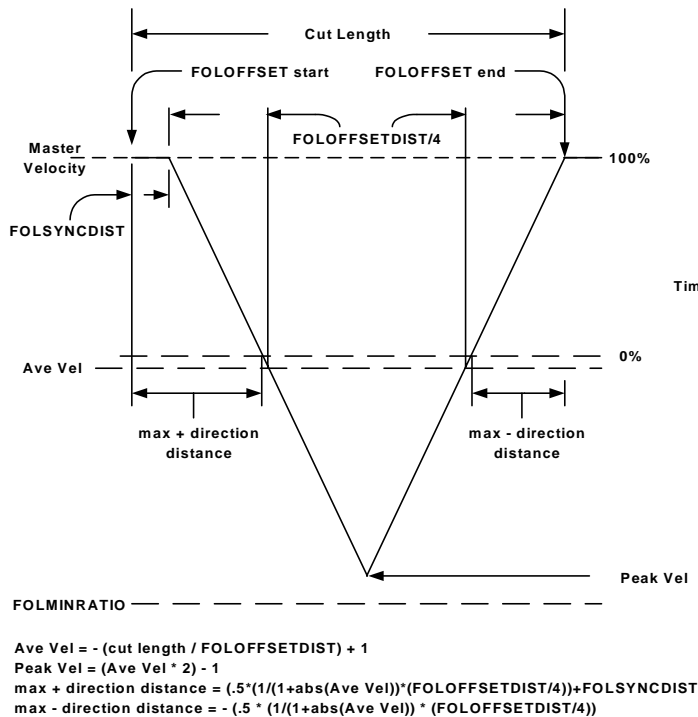 Cut Length
FOLOFFSET start
FOLOFFSET end
FOLOFFSETDIST/4
Master
Velocity
100%
FOLSYNCDIST
Tim
0%
Ave Vel
max + direction
distance
max - direction
distance
Peak Vel
FOLMINRATIO
Ave Vel = - (cut length / FOLOFFSETDIST) + 1
Peak Vel = (Ave Vel * 2) - 1
max + direction distance = (.5*(1/(1+abs(Ave Vel))*(FOLOFFSETDIST/4))+FOLSYNCDIST
max - direction distance = - (.5 * (1/(1+abs(Ave Vel)) * (FOLOFFSETDIST/4))